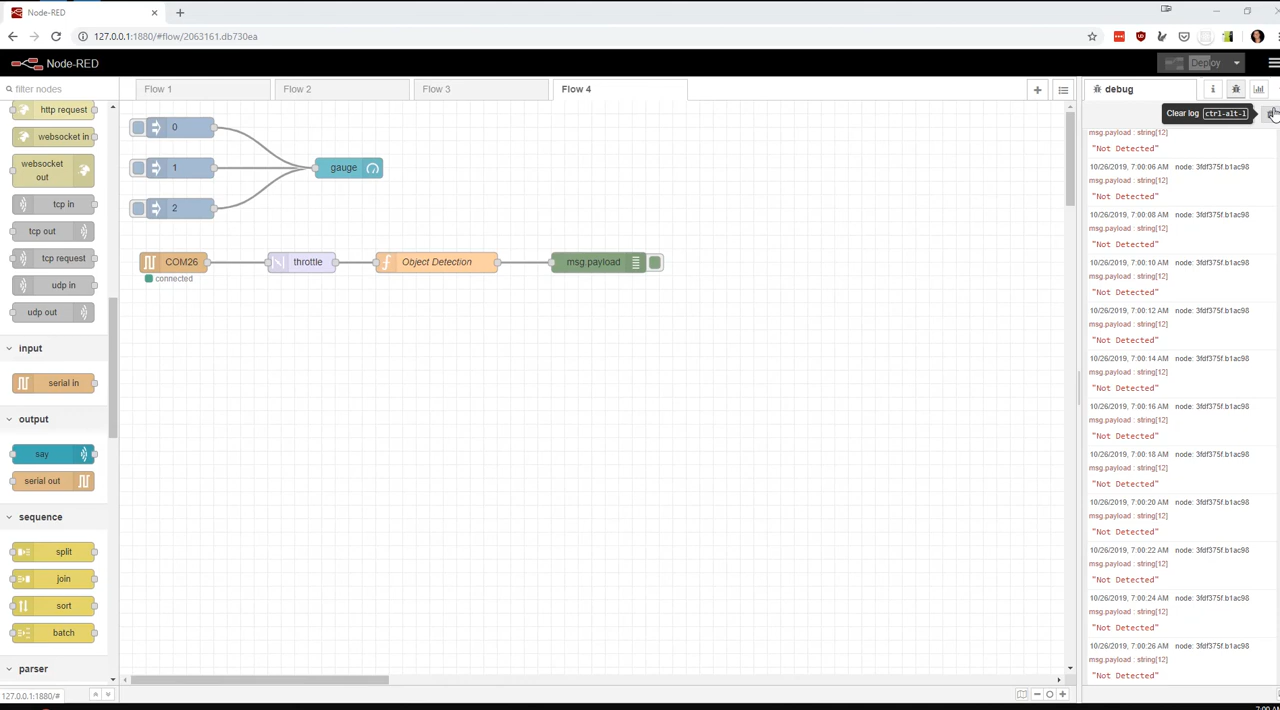 Node-RED
127.0.0.1:1880/#flow/2063161.db730ea
Node-RED
Deploy
filter nodes
Flow 1
Flow 2
Flow 3
Flow 4
debug
i
Clear log ctrl-alt-l
http request
websocket in
websocket
out
tcp in
tcp out
tcp request
udp in
udp out
input
serial in
output
say
serial out
sequence
split
join
sort
batch
parser
0
1
2
gauge
COM26
connected
throttle
f
Object Detection
msg.payload
msg.payload : string[12]
"Not Detected"
10/26/2019, 7:00:06 AM node: 3fdf375f.b1ac98
msg.payload : string[12]
"Not Detected"
10/26/2019, 7:00:08 AM node: 3fdf375f.b1ac98
msg.payload : string[12]
"Not Detected"
10/26/2019, 7:00:10 AM node: 3fdf375f.b1ac98
msg.payload : string[12]
"Not Detected"
10/26/2019, 7:00:12 AM node: 3fdf375f.b1ac98
msg.payload : string[12]
"Not Detected"
10/26/2019, 7:00:14 AM node: 3fdf375f.b1ac98
msg.payload : string[12]
"Not Detected"
10/26/2019, 7:00:16 AM node: 3fdf375f.b1ac98
msg.payload : string[12]
"Not Detected"
10/26/2019, 7:00:18 AM node: 3fdf375f.b1ac98
msg.payload : string[12]
"Not Detected"
10/26/2019, 7:00:20 AM node: 3fdf375f.b1ac98
msg.payload : string[12]
"Not Detected"
10/26/2019, 7:00:22 AM node: 3fdf375f.b1ac98
msg.payload : string[12]
"Not Detected"
10/26/2019, 7:00:24 AM node: 3fdf375f.b1ac98
msg.payload : string[12]
"Not Detected"
10/26/2019, 7:00:26 AM node: 3fdf375f.b1ac98
msg.payload : string[12]
"Not Detected"
127.0.0.1:1880/#